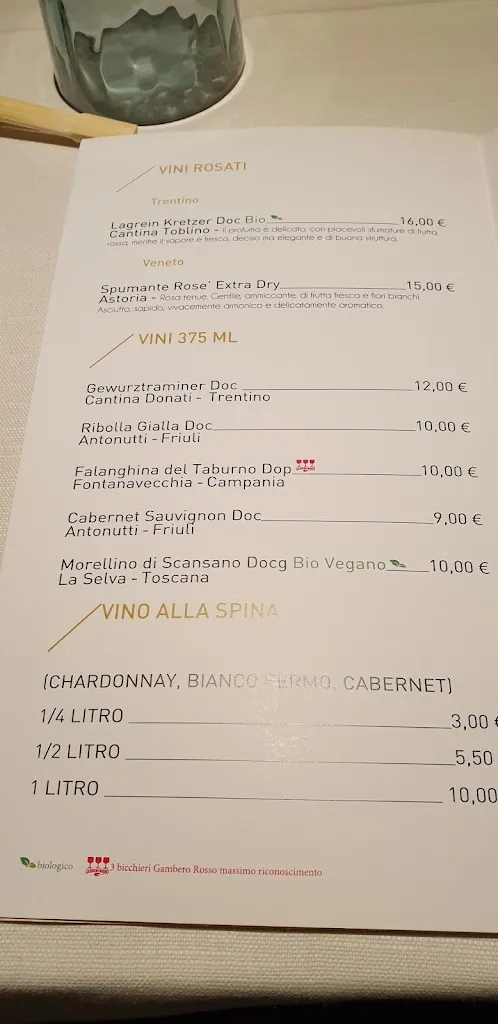 VINI ROSATI
Trentino
Lagrein Kretzer Doc Bio 16,00 €
Cantina Toblino - Il profumo è delicato, con piacevoli sfumature di frutta
rossa, mentre il sapore è fresco, deciso ma elegante e di buona struttura.
Veneto
Spumante Rose' Extra Dry 15,00 €
Astoria - Rosa tenue. Gentile, ammiccante, di frutta fresca e fiori bianchi.
Asciutto, sapido, vivacemente armonico e delicatamente aromatico.
VINI 375 ML
Gewurztraminer Doc 12,00 €
Cantina Donati - Trentino
Ribolla Gialla Doc 10,00 €
Antonutti - Friuli
Falanghina del Taburno Dop 10,00 €
Fontanavecchia - Campania
Cabernet Sauvignon Doc 9,00 €
Antonutti - Friuli
Morellino di Scansano Docg Bio Vegano 10,00 €
La Selva - Toscana
VINO ALLA SPINA
(CHARDONNAY, BIANCO FERMO, CABERNET)
1/4 LITRO 3,00 €
1/2 LITRO 5,50
1 LITRO 10,00
biologico 3 bicchieri Gambero Rosso massimo riconoscimento